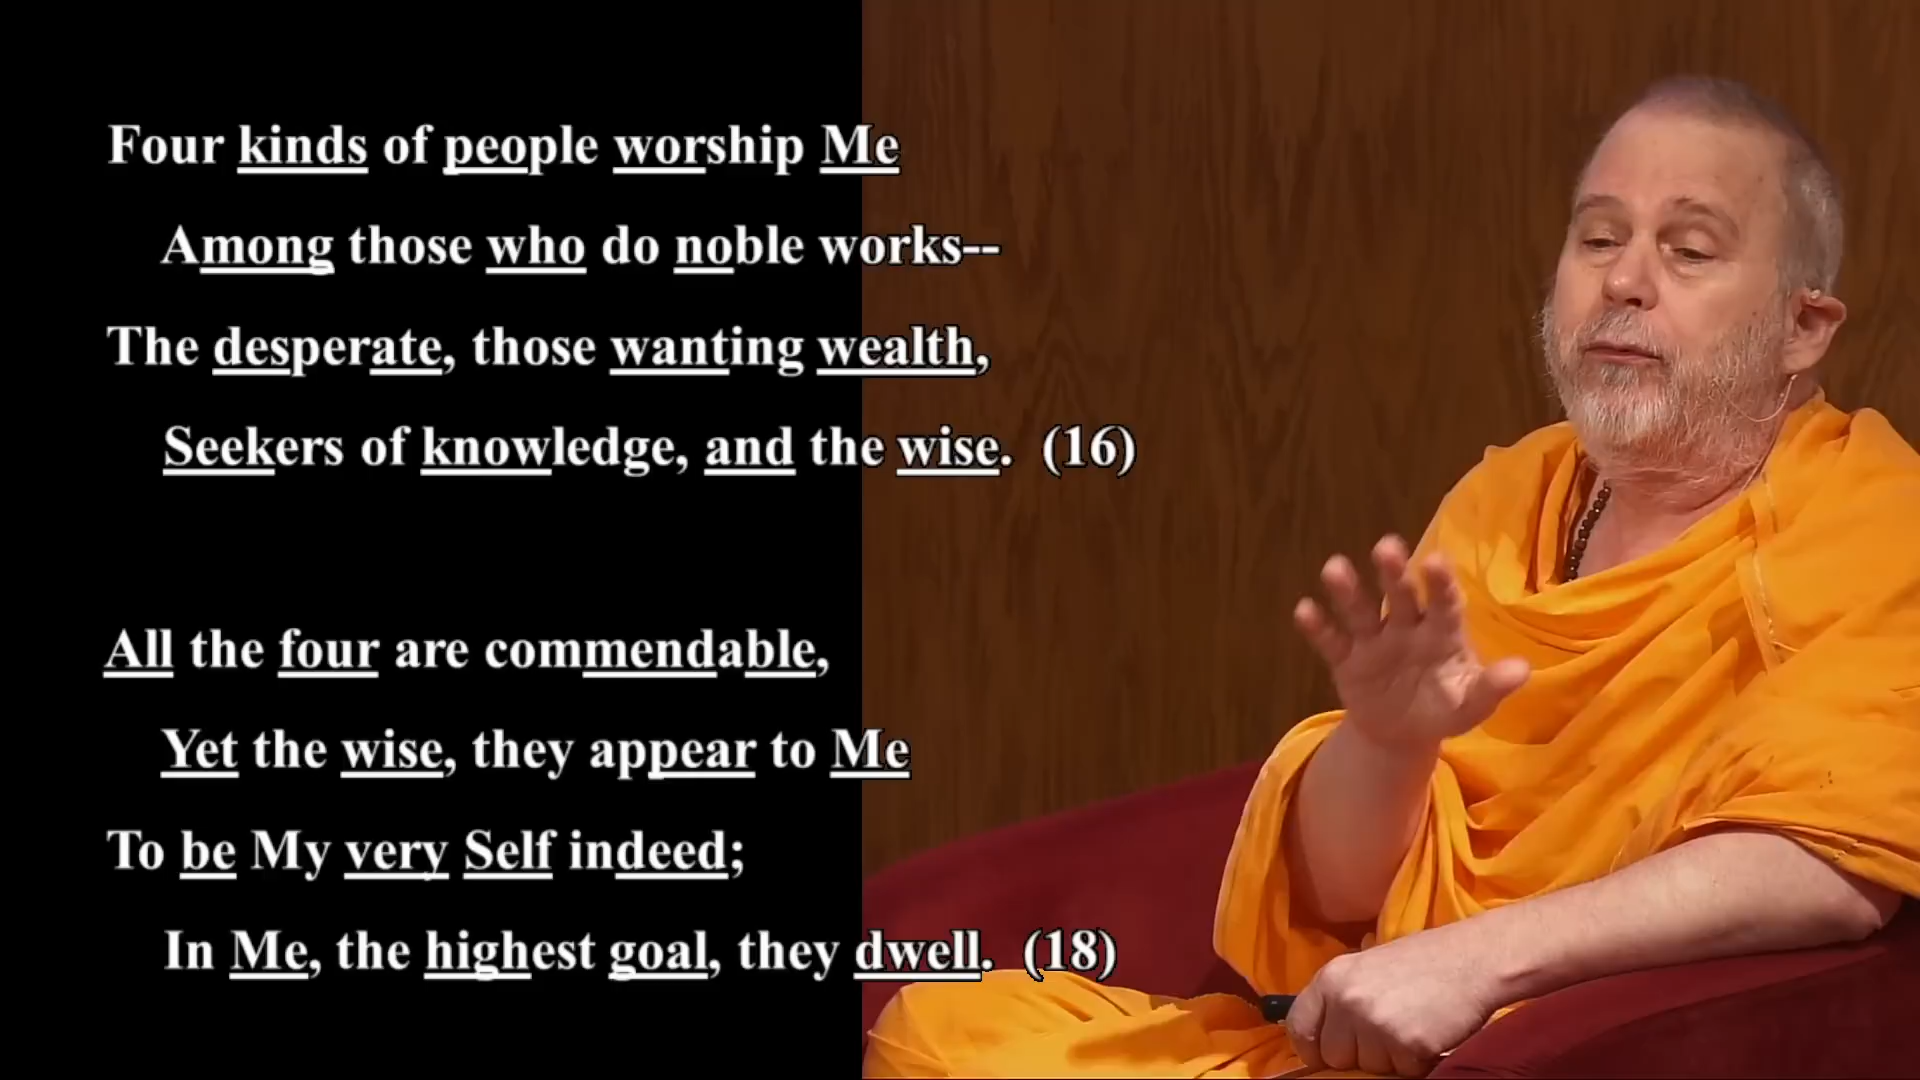 Four kinds of people worship Me
Among those who do noble works--
The desperate, those wanting wealth,
Seekers of knowledge, and the wise. (16)
All the four are commendable,
Yet the wise, they appear to Me
To be My very Self indeed;
In Me, the highest goal, they dwell. (18)